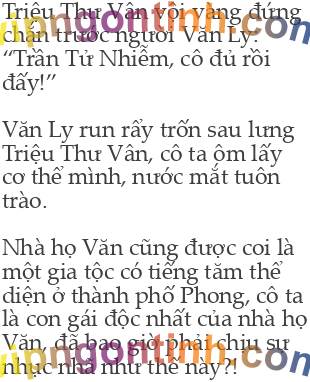 Triệu Thư Vân vội vàng đứng
chắn trước người Văn Ly:
“Trần Tử Nhiễm, cô đủ rồi
đấy!”
Văn Ly run rẩy trốn sau lưng
Triệu Thư Vân, cô ta ôm lấy
cơ thể mình, nước mắt tuôn
trào.
Nhà họ Văn cũng được coi là
một gia tộc có tiếng tăm thể
diện ở thành phố Phong, cô ta
là con gái độc nhất của nhà họ
Văn, đã bao giờ phải chịu sự
nhục nhã như thế này?!
vipngontinh.com
vipngontinh.com